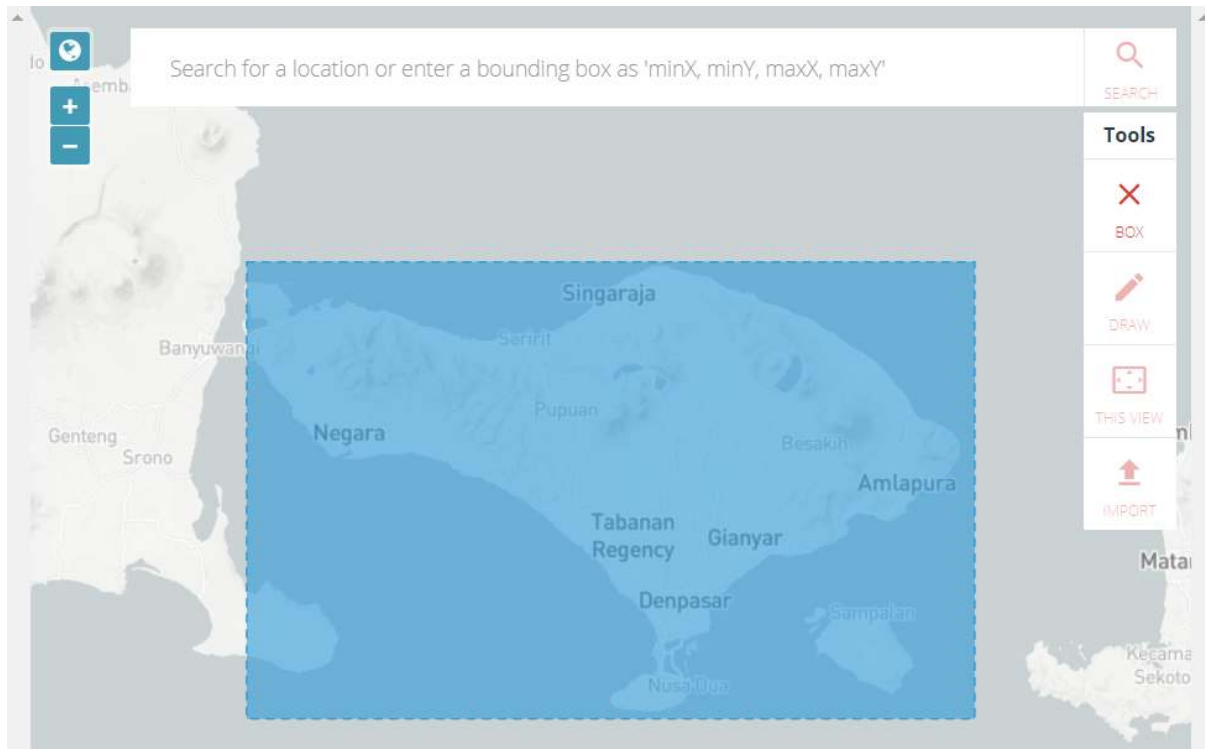 Search for a location or enter a bounding box as 'minX, minY, maxX, maxY'
SEARCH
Tools
BOX
DRAW
THIS VIEW
IMPORT
Singaraja
Seririt
Banyuwangi
Pupuan
Negara
Genteng
Srono
Besakih
Amlapura
Tabanan
Regency
Gianyar
Denpasar
Sampalan
Nusa Dua
Matar
Kecama
Sekoto